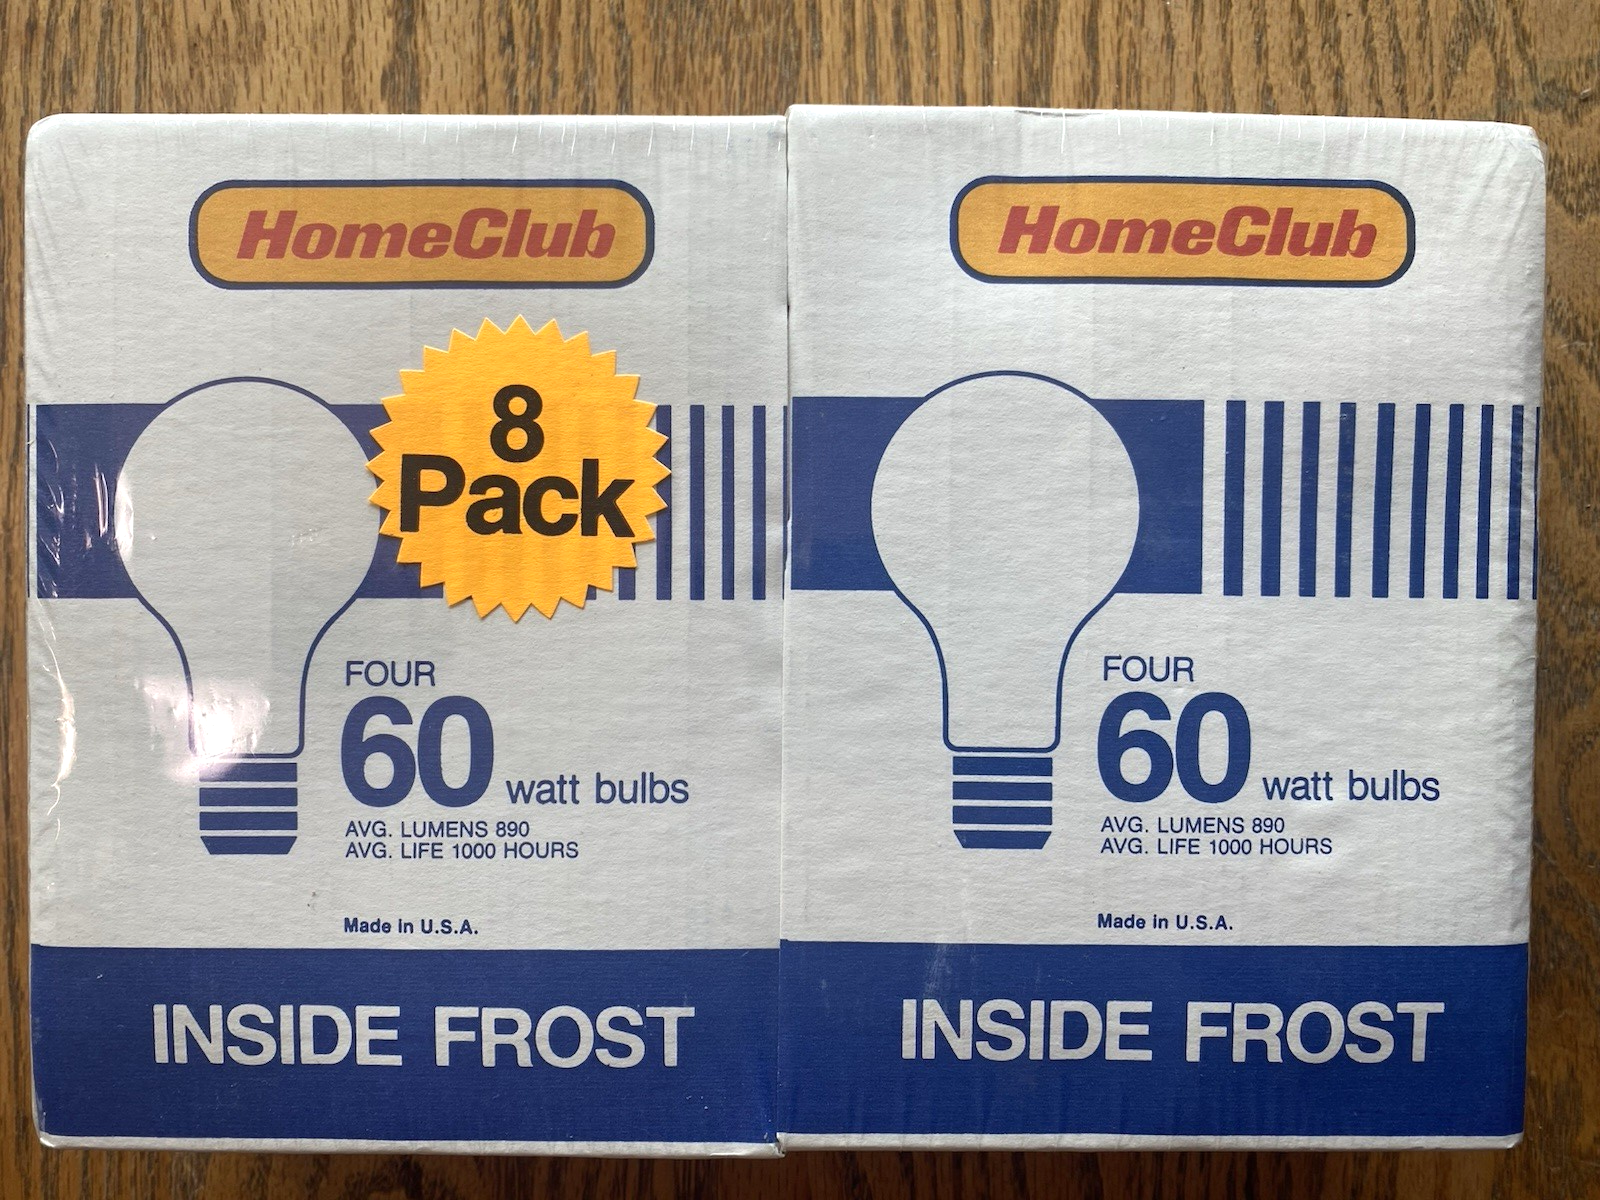 HomeClub
8
Pack
FOUR
60 watt bulbs
AVG. LUMENS 890
AVG. LIFE 1000 HOURS
Made in U.S.A.
INSIDE FROST
HomeClub
FOUR
60 watt bulbs
AVG. LUMENS 890
AVG. LIFE 1000 HOURS
Made in U.S.A.
INSIDE FROST